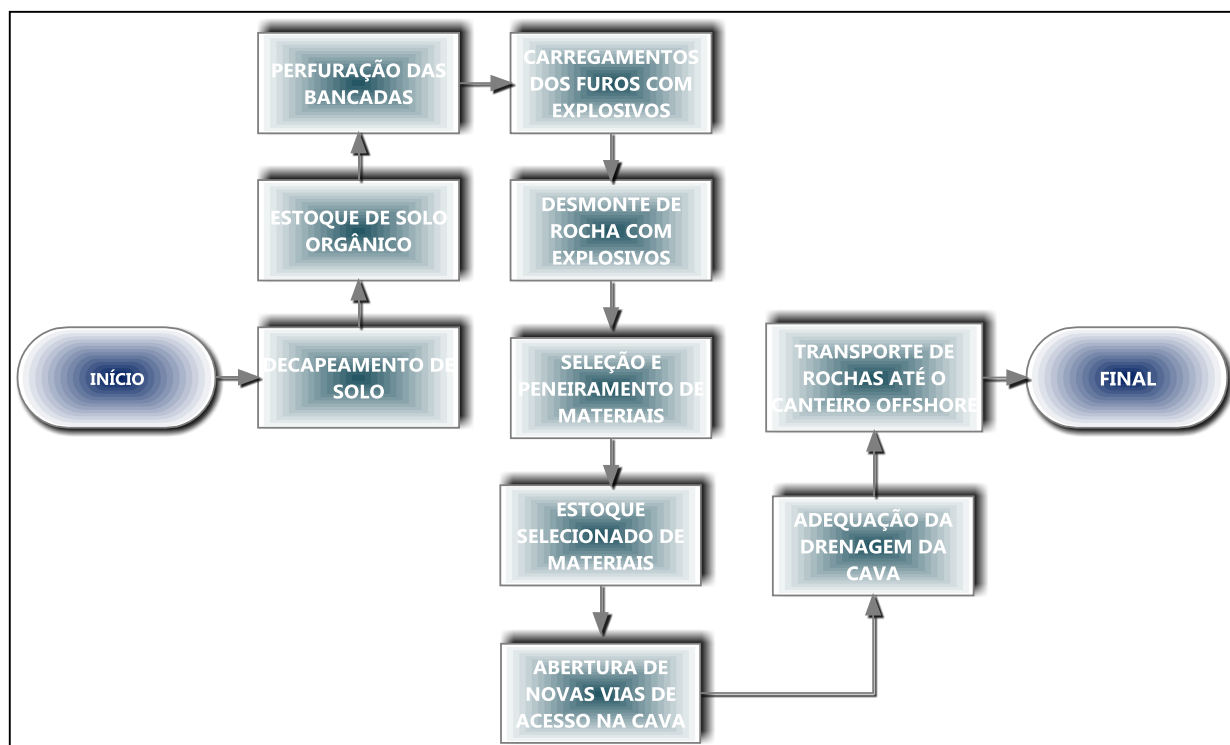 INÍCIO
DECAPEAMENTO DE
SOLO
ESTOQUE DE SOLO
ORGÂNICO
PERFURAÇÃO DAS
BANCADAS
CARREGAMENTOS
DOS FUROS COM
EXPLOSIVOS
DESMONTE DE
ROCHA COM
EXPLOSIVOS
SELEÇÃO E
PENEIRAMENTO DE
MATERIAIS
ESTOQUE
SELECIONADO DE
MATERIAIS
ABERTURA DE
NOVAS VIAS DE
ACESSO NA CAVA
ADEQUAÇÃO DA
DRENAGEM DA
CAVA
TRANSPORTE DE
ROCHAS ATÉ O
CANTEIRO OFFSHORE
FINAL